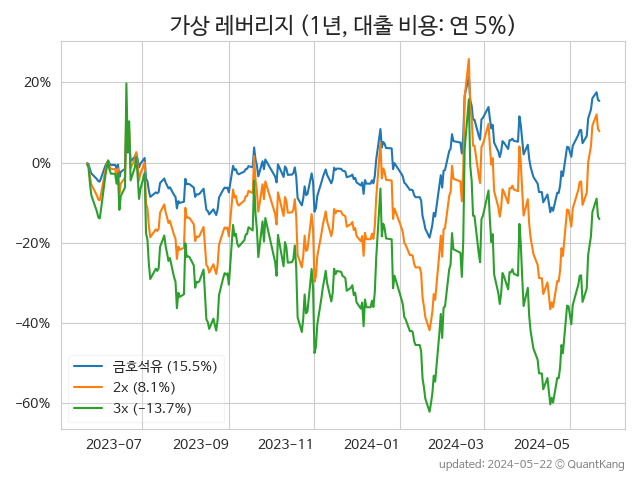 가상 레버리지 (1년, 대출 비용: 연 5%)
20%
0%
−20%
−40%
−60%
금호석유 (15.5%)
2x (8.1%)
3x (−13.7%)
2023-07
2023-09
2023-11
2024-01
2024-03
2024-05
updated: 2024-05-22 © QuantKang